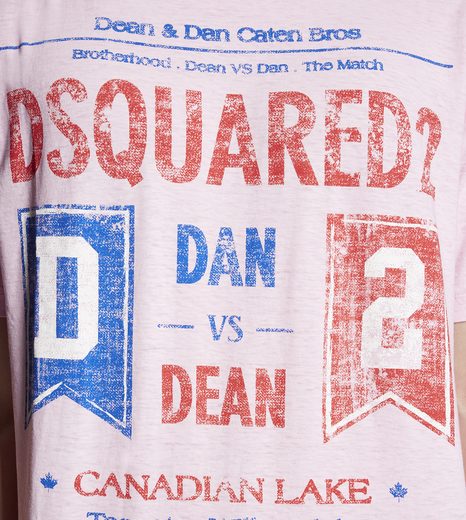 Dean & Dan Caten Bros
Brotherhood . Dean VS Dan . The Match
DSQUARED2
D
DAN
VS
DEAN
2
CANADIAN LAKE